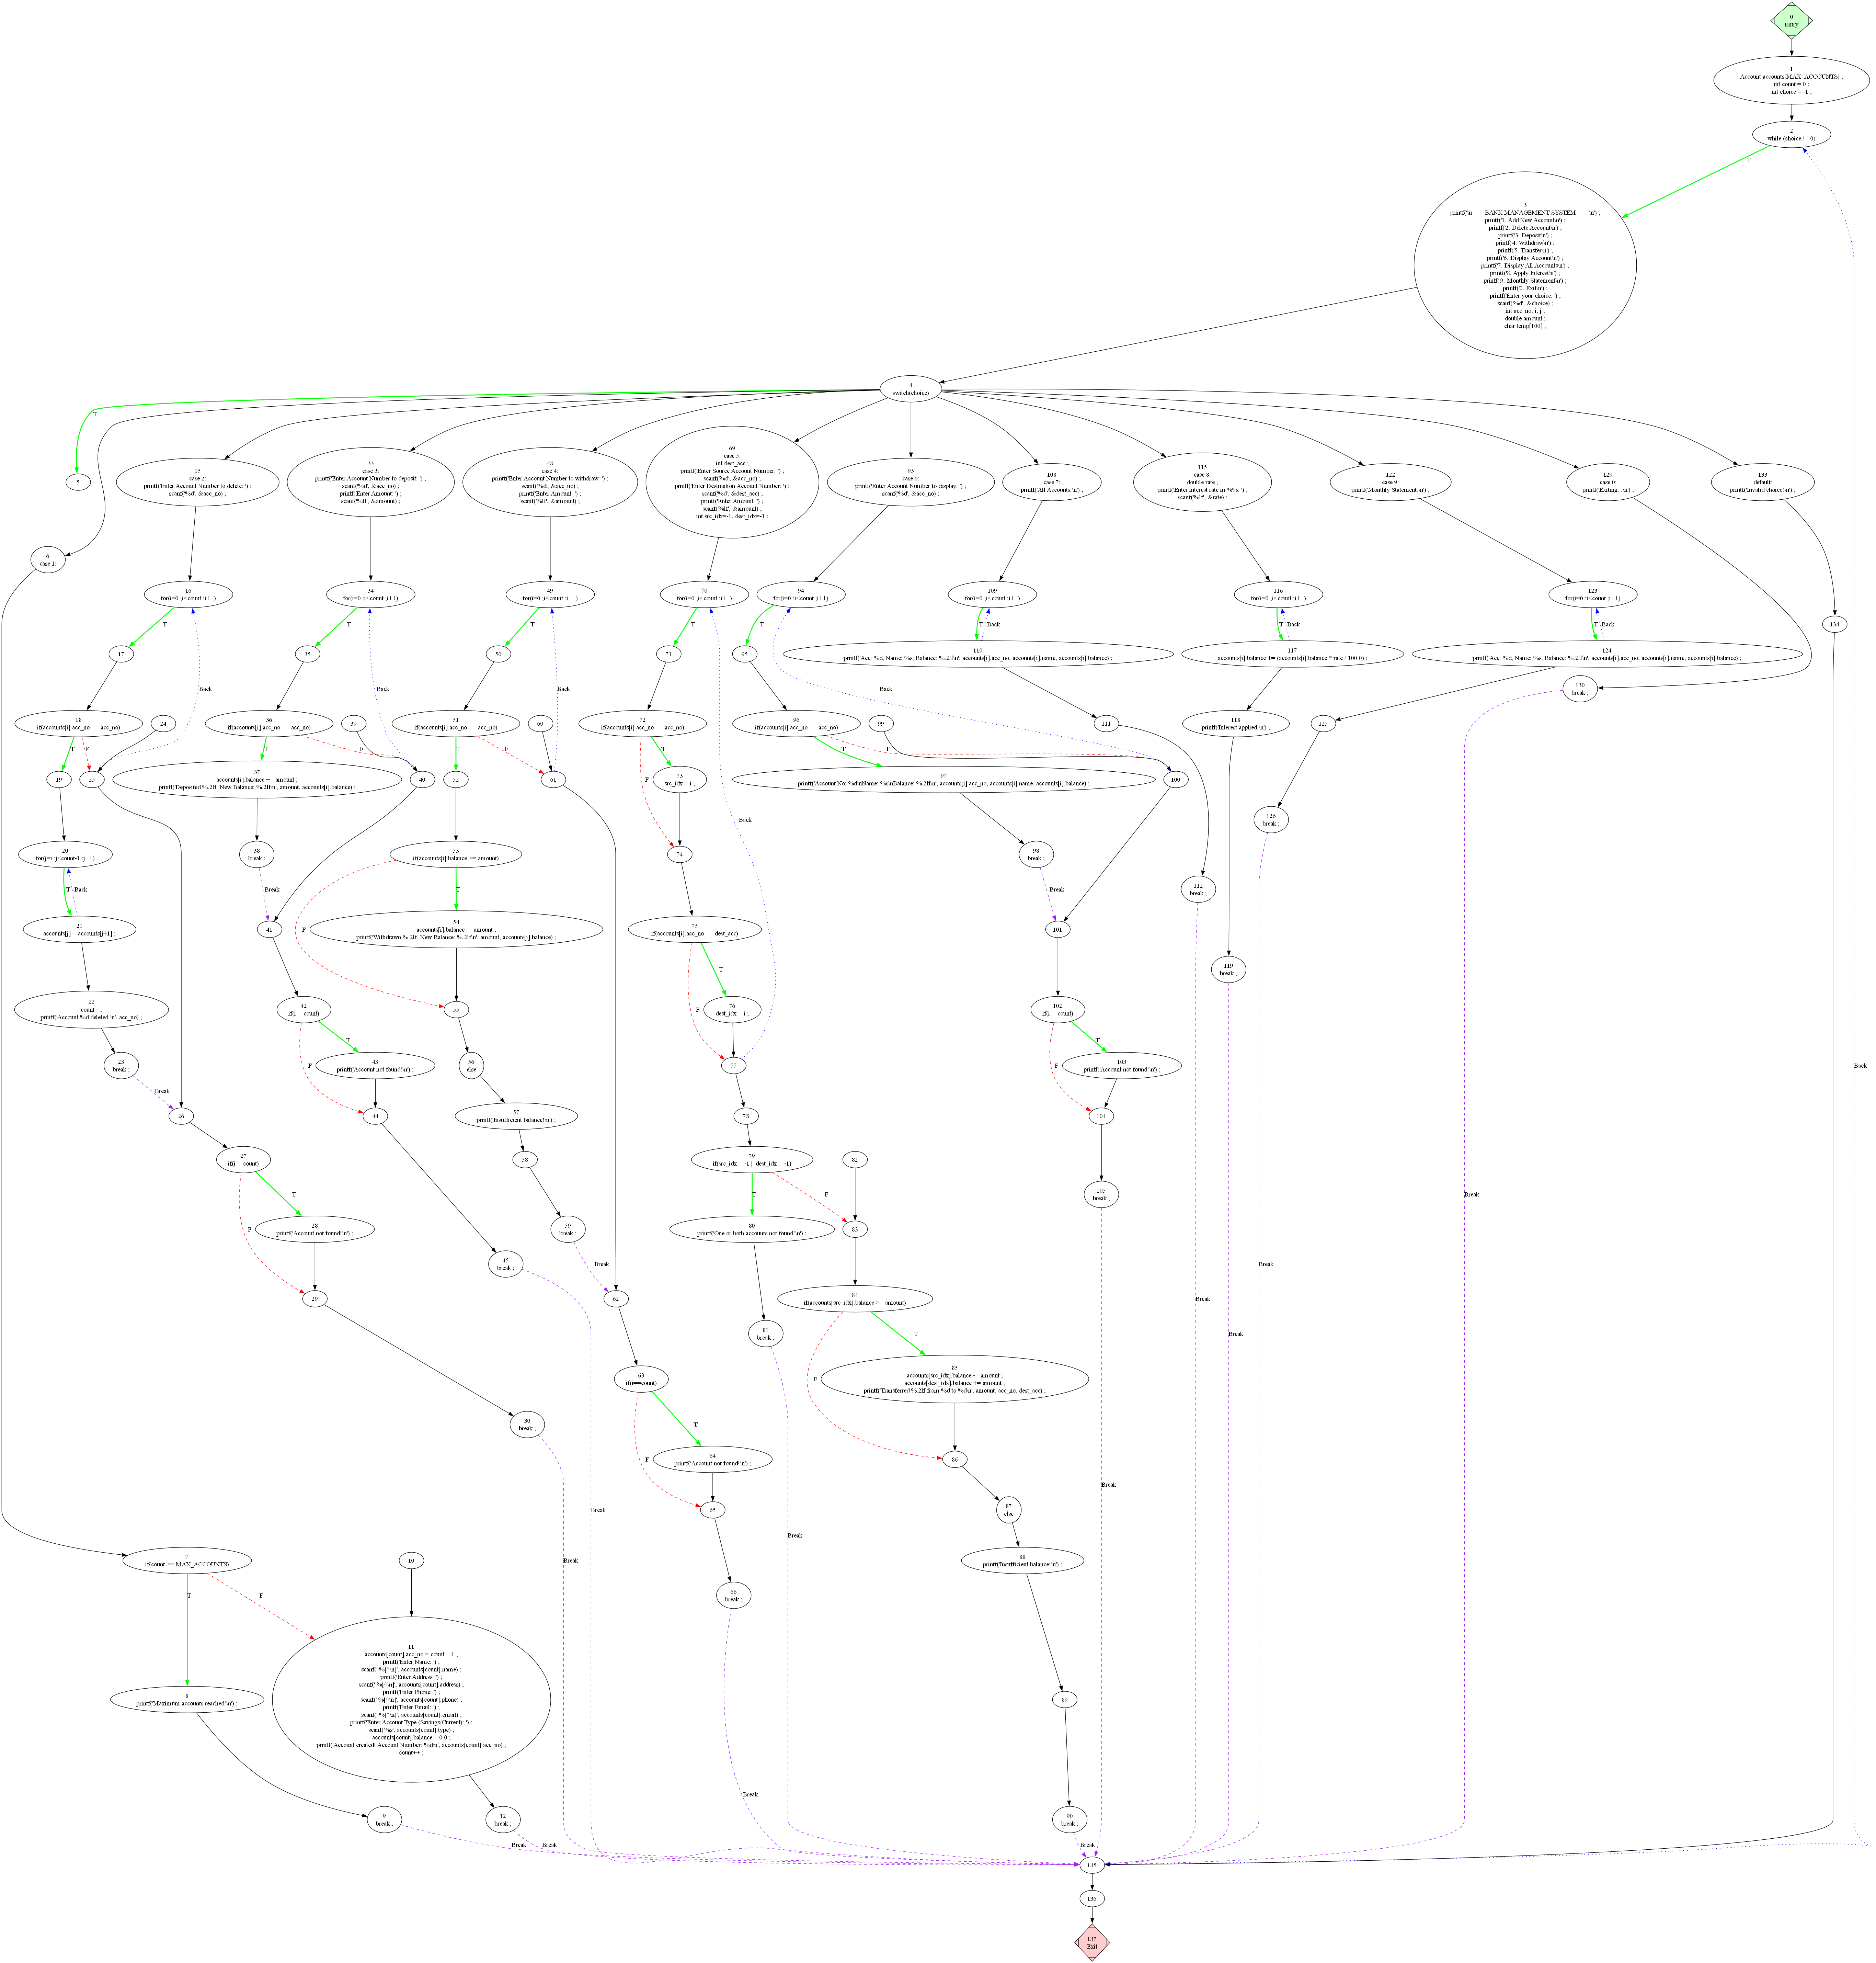 0
Entry
1
Account accounts[MAX_ACCOUNTS] ;
int count = 0 ;
int choice = -1 ;
2
while (choice != 0)
T
3
printf('\n=== BANK MANAGEMENT SYSTEM ===\n') ;
printf('1. Add New Account\n') ;
printf('2. Delete Account\n') ;
printf('3. Deposit\n') ;
printf('4. Withdraw\n') ;
printf('5. Transfer\n') ;
printf('6. Display Account\n') ;
printf('7. Display All Accounts\n') ;
printf('8. Apply Interest\n') ;
printf('9. Monthly Statement\n') ;
printf('0. Exit\n') ;
printf('Enter your choice: ') ;
scanf('%d', &choice) ;
int acc_no, i, j ;
double amount ;
char temp[100] ;
4
switch(choice)
T
5
6
case 1:
15
case 2:
printf('Enter Account Number to delete: ') ;
scanf('%d', &acc_no) ;
33
case 3:
printf('Enter Account Number to deposit: ') ;
scanf('%d', &acc_no) ;
printf('Enter Amount: ') ;
scanf('%lf', &amount) ;
48
case 4:
printf('Enter Account Number to withdraw: ') ;
scanf('%d', &acc_no) ;
printf('Enter Amount: ') ;
scanf('%lf', &amount) ;
69
case 5:
int dest_acc ;
printf('Enter Source Account Number: ') ;
scanf('%d', &acc_no) ;
printf('Enter Destination Account Number: ') ;
scanf('%d', &dest_acc) ;
printf('Enter Amount: ') ;
scanf('%lf', &amount) ;
int src_idx=-1, dest_idx=-1 ;
93
case 6:
printf('Enter Account Number to display: ') ;
scanf('%d', &acc_no) ;
108
case 7:
printf('All Accounts:\n') ;
115
case 8:
double rate ;
printf('Enter interest rate in %%: ') ;
scanf('%lf', &rate) ;
122
case 9:
printf('Monthly Statement:\n') ;
129
case 0:
printf('Exiting...\n') ;
133
default:
printf('Invalid choice!\n') ;
16
for(i=0 ;i<count ;i++)
34
for(i=0 ;i<count ;i++)
49
for(i=0 ;i<count ;i++)
70
for(i=0 ;i<count ;i++)
94
for(i=0 ;i<count ;i++)
109
for(i=0 ;i<count ;i++)
116
for(i=0 ;i<count ;i++)
123
for(i=0 ;i<count ;i++)
134
T
T
T
T
T
T
Back
T
Back
T
Back
17
35
50
71
95
110
printf('Acc: %d, Name: %s, Balance: %.2lf\n', accounts[i].acc_no, accounts[i].name, accounts[i].balance) ;
117
accounts[i].balance += (accounts[i].balance * rate / 100.0) ;
124
printf('Acc: %d, Name: %s, Balance: %.2lf\n', accounts[i].acc_no, accounts[i].name, accounts[i].balance) ;
Back
Back
Back
Back
130
break ;
18
if(accounts[i].acc_no == acc_no)
24
36
if(accounts[i].acc_no == acc_no)
39
51
if(accounts[i].acc_no == acc_no)
60
72
if(accounts[i].acc_no == acc_no)
96
if(accounts[i].acc_no == acc_no)
99
111
118
printf('Interest applied.\n') ;
125
T
F
T
F
T
F
F
T
T
F
19
25
37
accounts[i].balance += amount ;
printf('Deposited %.2lf. New Balance: %.2lf\n', amount, accounts[i].balance) ;
40
52
61
73
src_idx = i ;
97
printf('Account No: %d\nName: %s\nBalance: %.2lf\n', accounts[i].acc_no, accounts[i].name, accounts[i].balance) ;
100
Back
126
break ;
20
for(j=i ;j<count-1 ;j++)
38
break ;
53
if(accounts[i].balance >= amount)
74
98
break ;
112
break ;
T
Back
Break
T
Break
21
accounts[j] = accounts[j+1] ;
41
F
54
accounts[i].balance -= amount ;
printf('Withdrawn %.2lf. New Balance: %.2lf\n', amount, accounts[i].balance) ;
75
if(accounts[i].acc_no == dest_acc)
101
119
break ;
T
22
count-- ;
printf('Account %d deleted.\n', acc_no) ;
42
if(i==count)
55
F
76
dest_idx = i ;
102
if(i==count)
23
break ;
F
T
43
printf('Account not found!\n') ;
56
else
77
F
T
103
printf('Account not found!\n') ;
Back
Break
26
44
57
printf('Insufficient balance!\n') ;
78
104
27
if(i==count)
58
79
if(src_idx==-1 || dest_idx==-1)
82
T
T
F
105
break ;
F
28
printf('Account not found!\n') ;
59
break ;
80
printf('One or both accounts not found!\n') ;
83
45
break ;
Break
Break
Break
29
62
84
if(accounts[src_idx].balance >= amount)
Break
81
break ;
T
Break
63
if(i==count)
F
85
accounts[src_idx].balance -= amount ;
accounts[dest_idx].balance += amount ;
printf('Transferred %.2lf from %d to %d\n', amount, acc_no, dest_acc) ;
30
break ;
T
F
64
printf('Account not found!\n') ;
86
Break
Break
65
87
else
Break
7
if(count >= MAX_ACCOUNTS)
10
Break
88
printf('Insufficient balance!\n') ;
T
F
66
break ;
11
accounts[count].acc_no = count + 1 ;
printf('Enter Name: ') ;
scanf(' %[^\n]', accounts[count].name) ;
printf('Enter Address: ') ;
scanf(' %[^\n]', accounts[count].address) ;
printf('Enter Phone: ') ;
scanf(' %[^\n]', accounts[count].phone) ;
printf('Enter Email: ') ;
scanf(' %[^\n]', accounts[count].email) ;
printf('Enter Account Type (Savings/Current): ') ;
scanf('%s', accounts[count].type) ;
accounts[count].balance = 0.0 ;
printf('Account created! Account Number: %d\n', accounts[count].acc_no) ;
count++ ;
8
printf('Maximum accounts reached!\n') ;
89
Break
9
break ;
12
break ;
90
break ;
Break
Break
Break
135
136
137
Exit